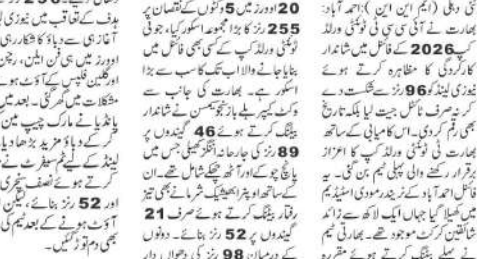 نئی دہلی (ایم این این): احمد آباد:
بھارت نے آئی سی سی ٹی ٹوئنٹی ورلڈ
کپ 2026 کے فائنل میں شاندار
کارکردگی کا مظاہرہ کرتے ہوئے
نیوزی لینڈ کو 96 رنز سے شکست دے
کر نہ صرف ٹائٹل جیت لیا بلکہ تاریخ
بھی رقم کر دی۔ اس کامیابی کے ساتھ
بھارت ٹی ٹوئنٹی ورلڈ کپ کا اعزاز
برقرار رکھنے والی پہلی ٹیم بن گئی۔ یہ
فائنل احمد آباد کے نریندر مودی اسٹیڈیم
میں کھیلا گیا جہاں ایک لاکھ سے زائد
شائقین کرکٹ موجود تھے۔ بھارتی ٹیم
نے پہلے بیٹنگ کرتے ہوئے مقررہ
20 اوورز میں 5 وکٹوں کے نقصان پر
255 رنز کا بڑا مجموعہ اسکور کیا، جو ٹی
ٹوئنٹی ورلڈ کپ کے کسی بھی فائنل میں
بنایا جانے والا اب تک کا سب سے بڑا
اسکور ہے۔ بھارت کی جانب سے
وکٹ کیپر بلے باز سنجو سیمسن نے شاندار
بیٹنگ کرتے ہوئے 46 گیندوں پر
89 رنز کی جارحانہ اننگز کھیلی جس میں
پانچ چوکے اور آٹھ چھکے شامل تھے۔ ان
کے ساتھ اوپنر ابھیشیک شرما نے بھی تیز
رفتار بیٹنگ کرتے ہوئے صرف 21
گیندوں پر 52 رنز بنائے۔ دونوں
کے درمیان 98 رنز کی دھواں دار
ہدف کے تعاقب میں نیوزی
آغاز ہی سے دباؤ کا شکار رہی
اوورز میں ہی فن ایلن، رچن
اور گلین فلپس کے آؤٹ ہو
مشکلات میں گھر گئی۔ بعد میں
پانڈیا نے مارک چیپ مین
کر کے دباؤ مزید بڑھا دیا
لینڈ کے لیے ٹم سیفرٹ نے
کرتے ہوئے نصف سنچری
اور 52 رنز بنائے، لیکن ا
آؤٹ ہونے کے بعد ٹیم کی
بھی دم توڑ گئیں۔